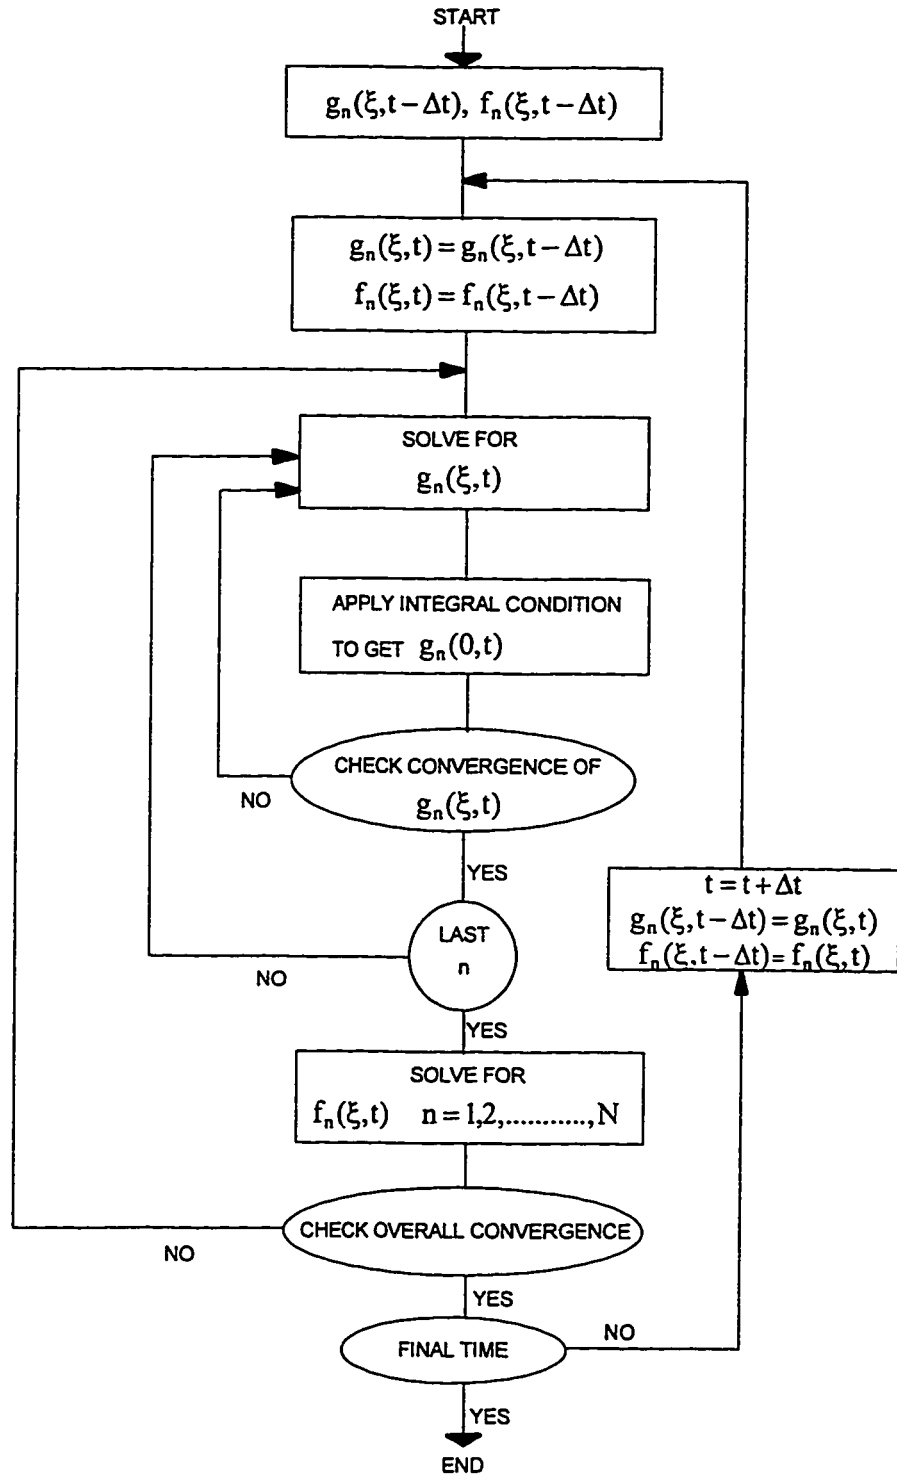 START
gₙ(ξ,t−Δt), fₙ(ξ,t−Δt)
gₙ(ξ,t) = gₙ(ξ,t−Δt)
fₙ(ξ,t) = fₙ(ξ,t−Δt)
SOLVE FOR
gₙ(ξ,t)
APPLY INTEGRAL CONDITION
TO GET gₙ(0,t)
CHECK CONVERGENCE OF
gₙ(ξ,t)
NO
YES
t = t + Δt
gₙ(ξ,t−Δt) = gₙ(ξ,t)
fₙ(ξ,t−Δt) = fₙ(ξ,t)
LAST
n
NO
YES
SOLVE FOR
fₙ(ξ,t) n = 1,2,............,N
CHECK OVERALL CONVERGENCE
NO
YES
FINAL TIME
NO
YES
END